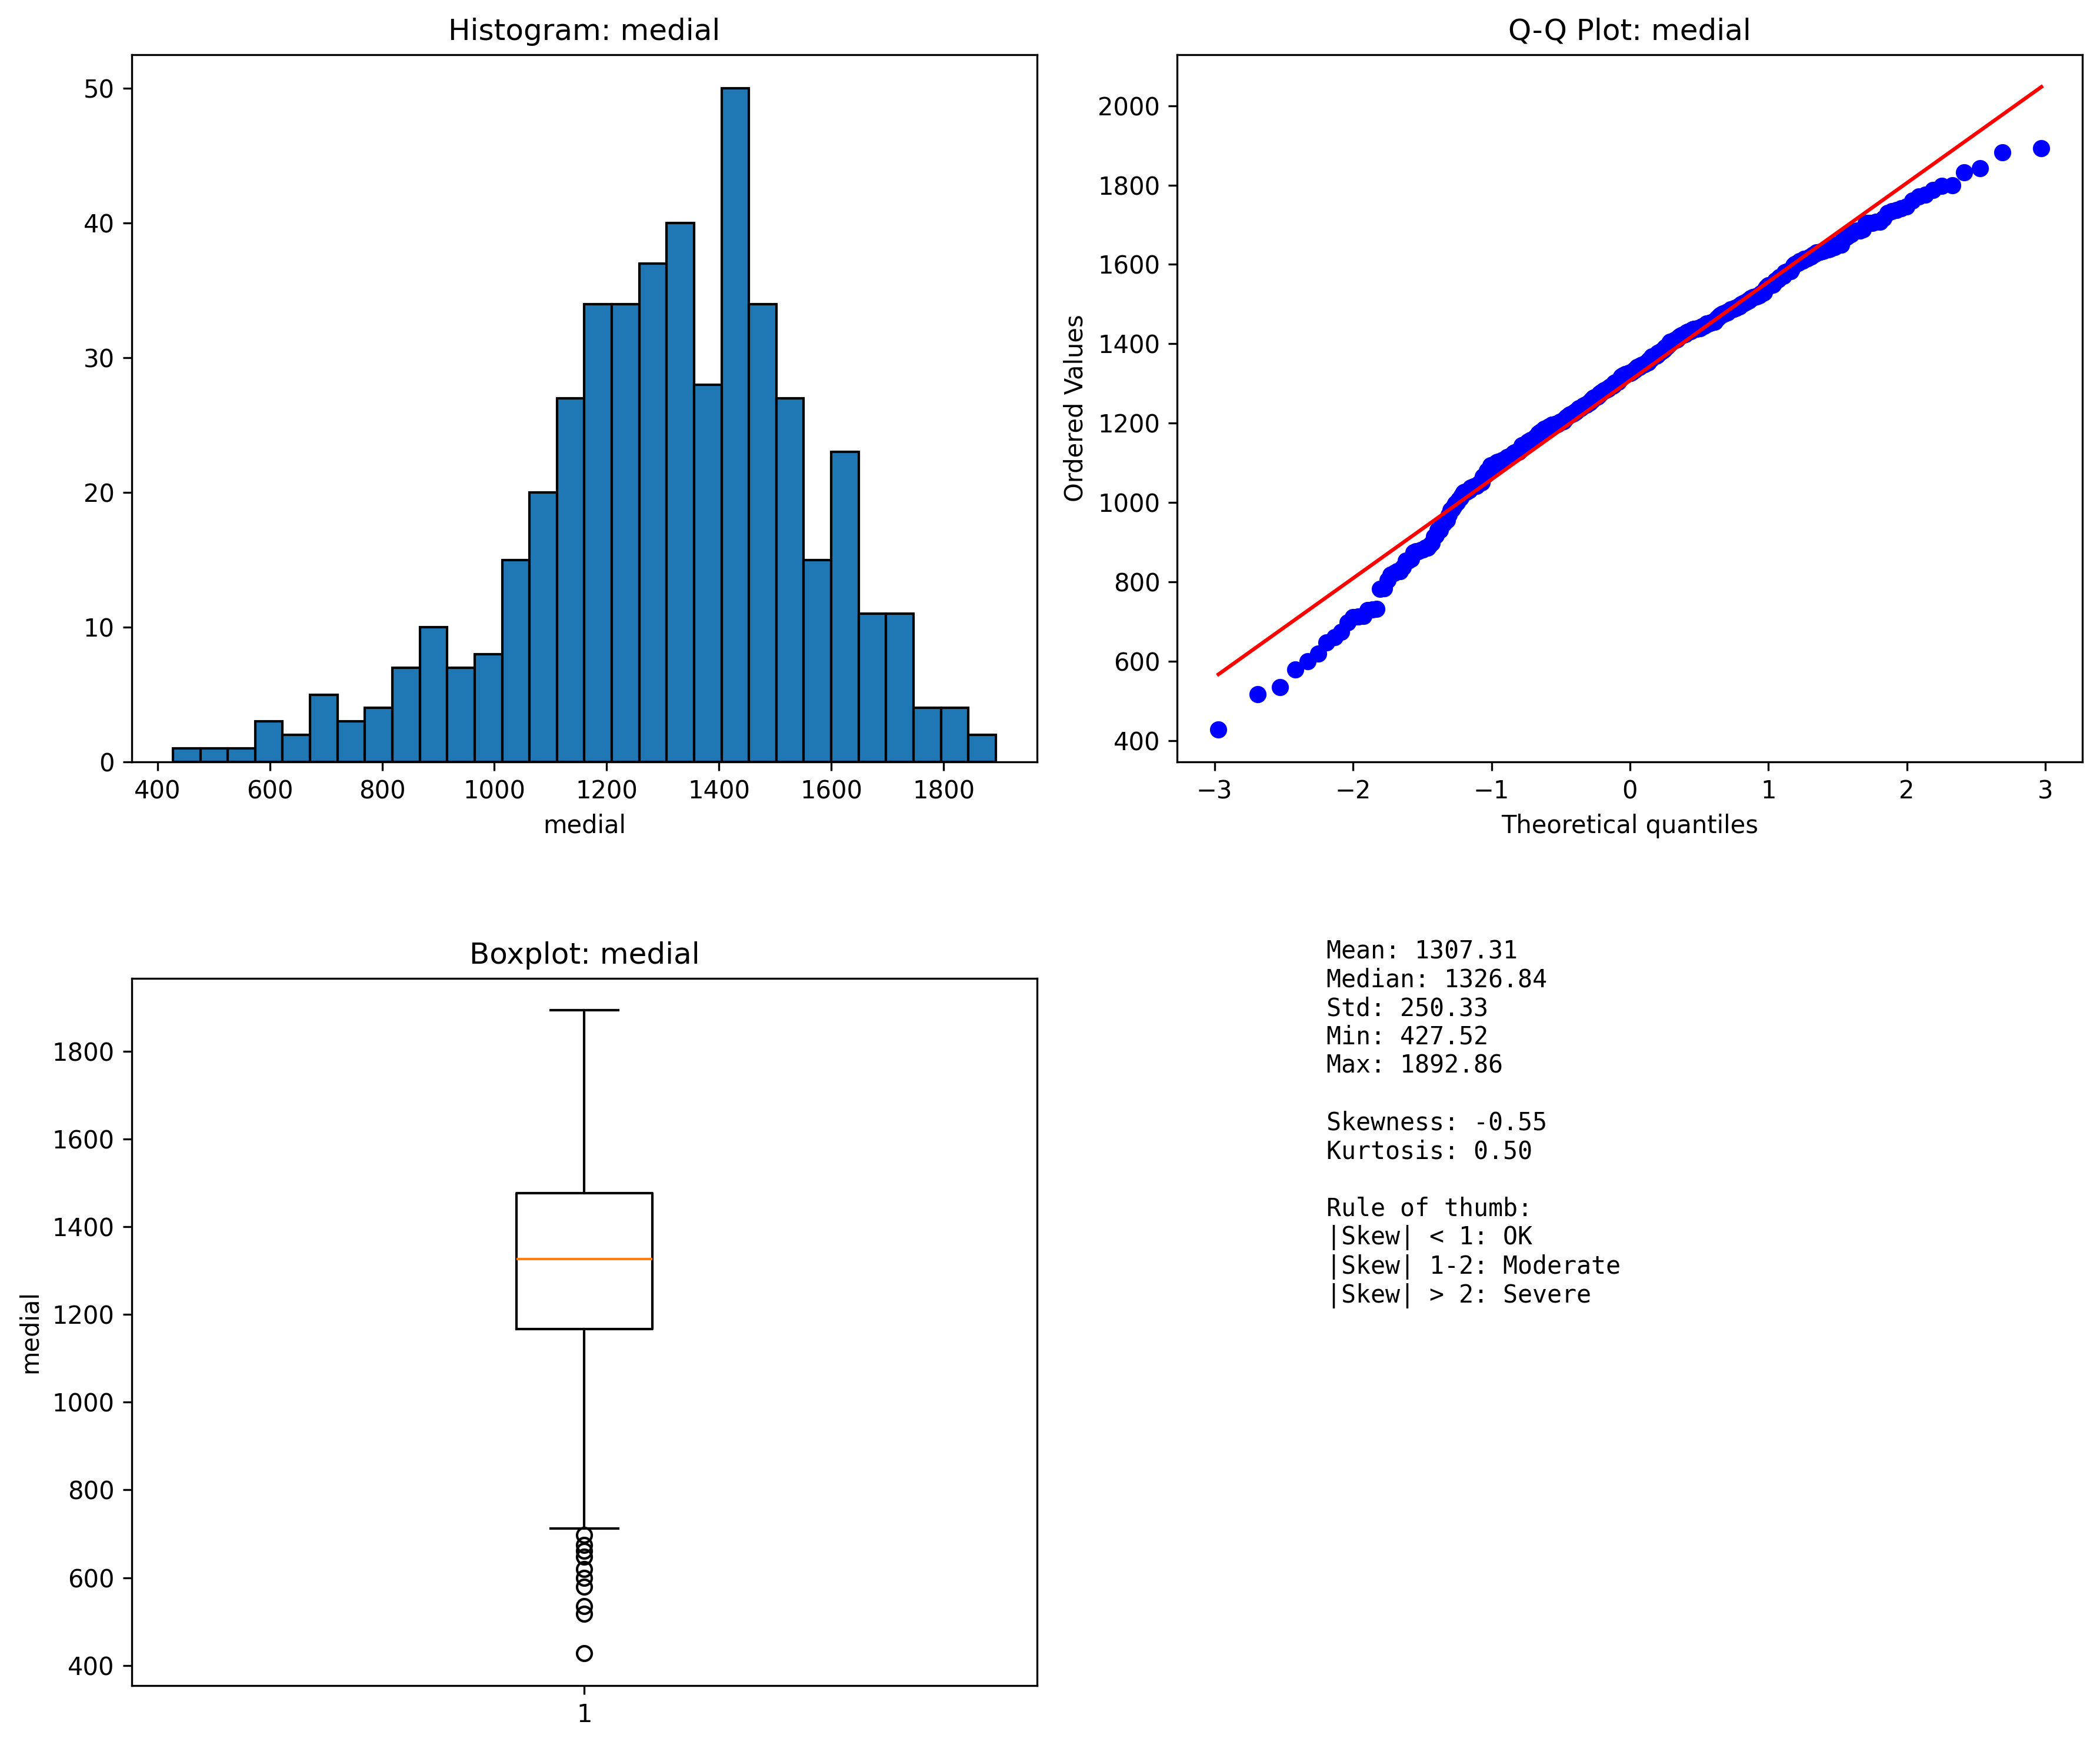 Histogram: medial
50
40
30
20
10
0
400 600 800 1000 1200 1400 1600 1800
medial
Q-Q Plot: medial
Ordered Values
2000
1800
1600
1400
1200
1000
800
600
400
−3 −2 −1 0 1 2 3
Theoretical quantiles
Boxplot: medial
medial
1800
1600
1400
1200
1000
800
600
400
1
Mean: 1307.31
Median: 1326.84
Std: 250.33
Min: 427.52
Max: 1892.86
Skewness: -0.55
Kurtosis: 0.50
Rule of thumb:
|Skew| < 1: OK
|Skew| 1-2: Moderate
|Skew| > 2: Severe